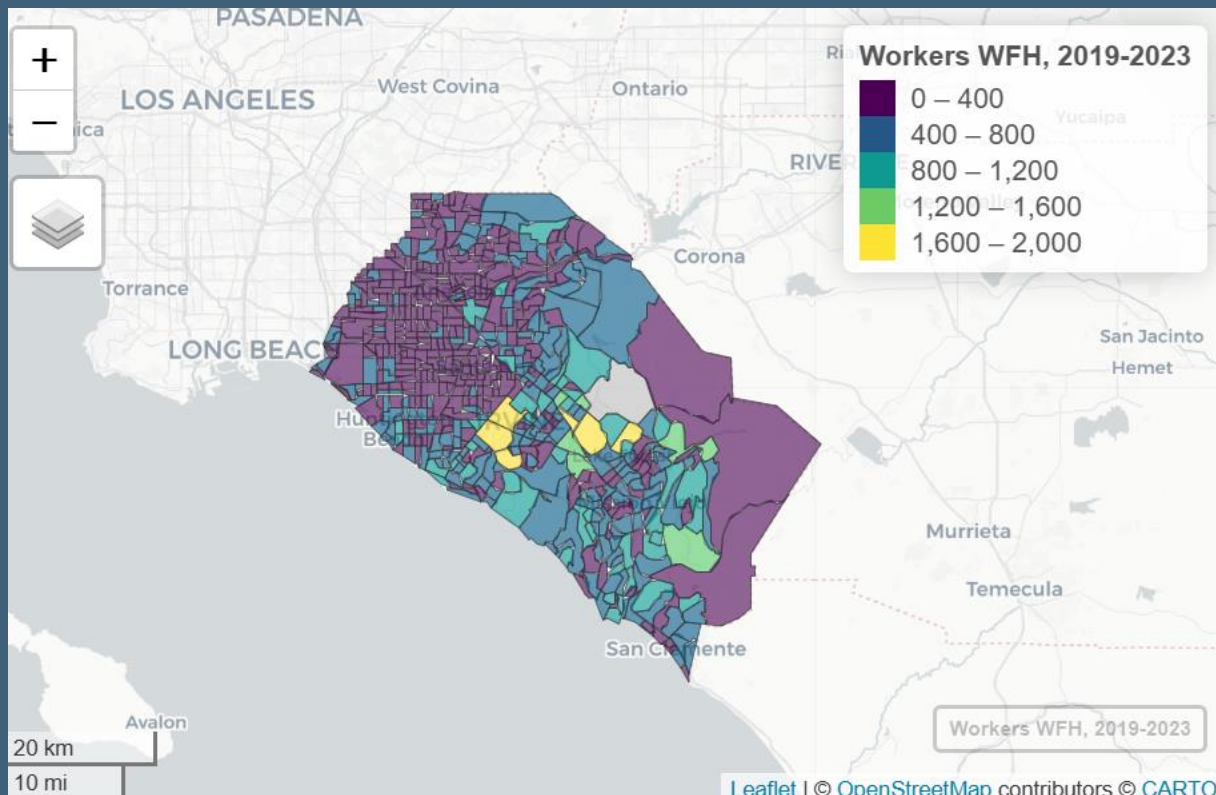 PASADENA
+
−
LOS ANGELES
West Covina
Ontario
Torrance
LONG BEAC
Corona
San Jacinto
Hemet
Murrieta
Temecula
San Clemente
Avalon
Workers WFH, 2019-2023
0 – 400
400 – 800
800 – 1,200
1,200 – 1,600
1,600 – 2,000
Yucaipa
RIVER
20 km
10 mi
Workers WFH, 2019-2023
Leaflet | © OpenStreetMap contributors © CARTO